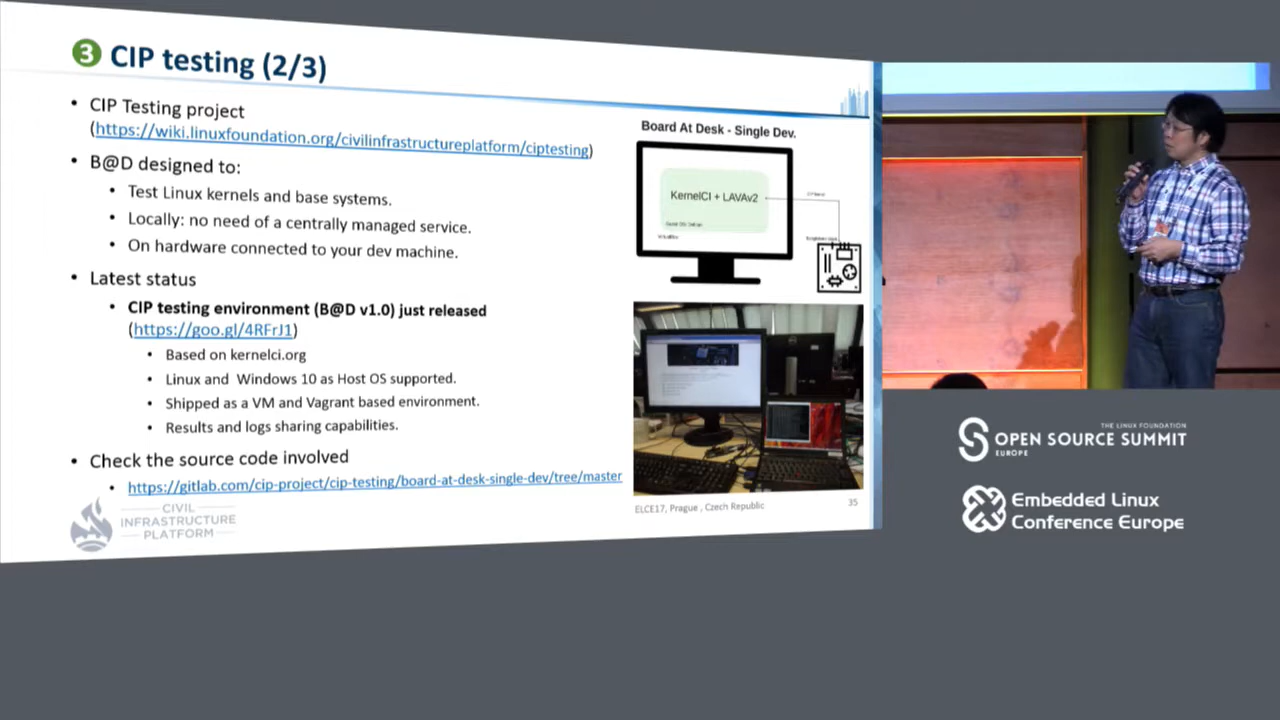 3 CIP testing (2/3)
• CIP Testing project
(https://wiki.linuxfoundation.org/civilinfrastructureplatform/ciptesting)
• B@D designed to:
• Test Linux kernels and base systems.
• Locally: no need of a centrally managed service.
• On hardware connected to your dev machine.
• Latest status
• CIP testing environment (B@D v1.0) just released
(https://goo.gl/4RFrJ1)
• Based on kernelci.org
• Linux and Windows 10 as Host OS supported.
• Shipped as a VM and Vagrant based environment.
• Results and logs sharing capabilities.
• Check the source code involved
• https://gitlab.com/cip-project/cip-testing/board-at-desk-single-dev/tree/master
CIVIL
INFRASTRUCTURE
PLATFORM
Board At Desk - Single Dev.
KernelCI + LAVAv2
ELCE17, Prague , Czech Republic
35
THE LINUX FOUNDATION
OPEN SOURCE SUMMIT
EUROPE
Embedded Linux
Conference Europe